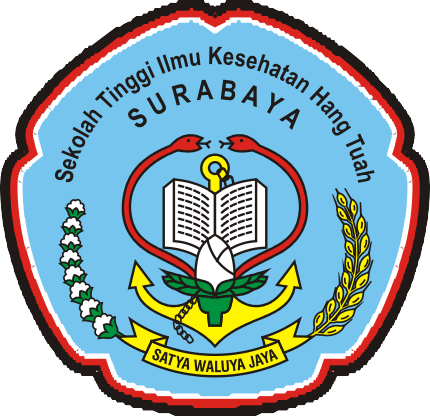 Sekolah Tinggi Ilmu Kesehatan Hang Tuah
SURABAYA
SATYA WALUYA JAYA